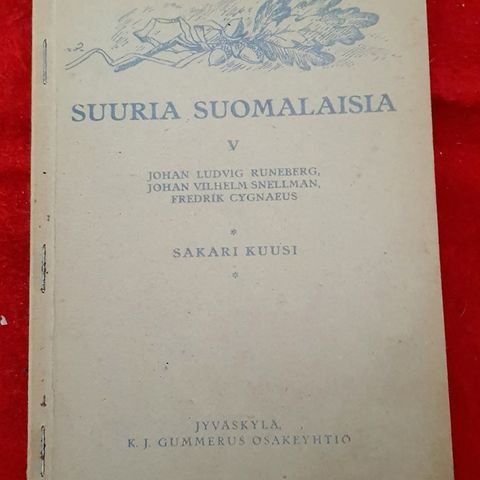 SUURIA SUOMALAISIA
V
JOHAN LUDVIG RUNEBERG,
JOHAN VILHELM SNELLMAN,
FREDRIK CYGNAEUS
*
SAKARI KUUSI
*
JYVÄSKYLÄ,
K. J. GUMMERUS OSAKEYHTIÖ